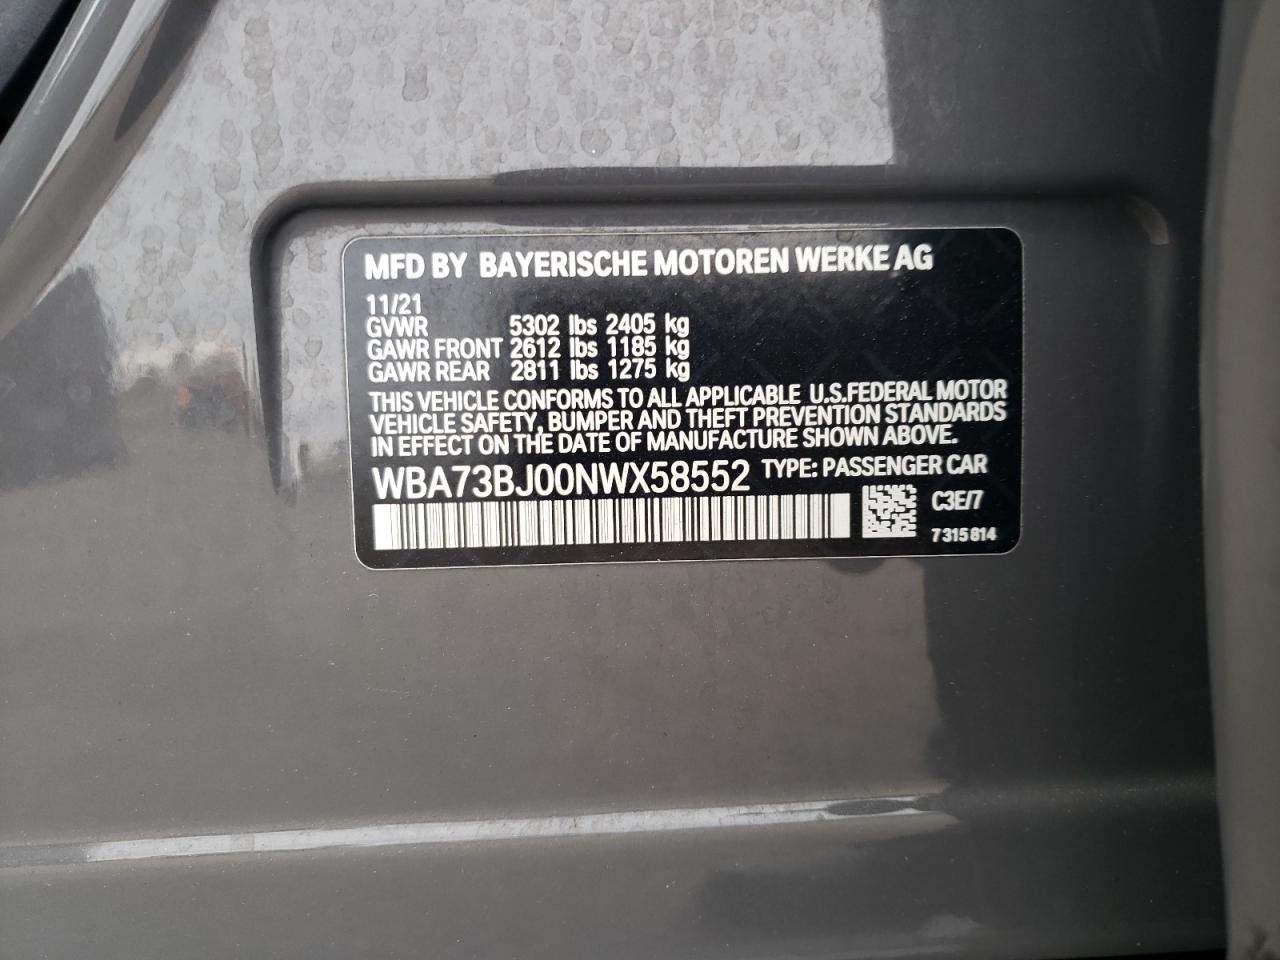 MFD BY BAYERISCHE MOTOREN WERKE AG
11/21
GVWR 5302 lbs 2405 kg
GAWR FRONT 2612 lbs 1185 kg
GAWR REAR 2811 lbs 1275 kg
THIS VEHICLE CONFORMS TO ALL APPLICABLE U.S.FEDERAL MOTOR
VEHICLE SAFETY, BUMPER AND THEFT PREVENTION STANDARDS
IN EFFECT ON THE DATE OF MANUFACTURE SHOWN ABOVE.
WBA73BJ00NWX58552 TYPE: PASSENGER CAR
C3E/7
7315814